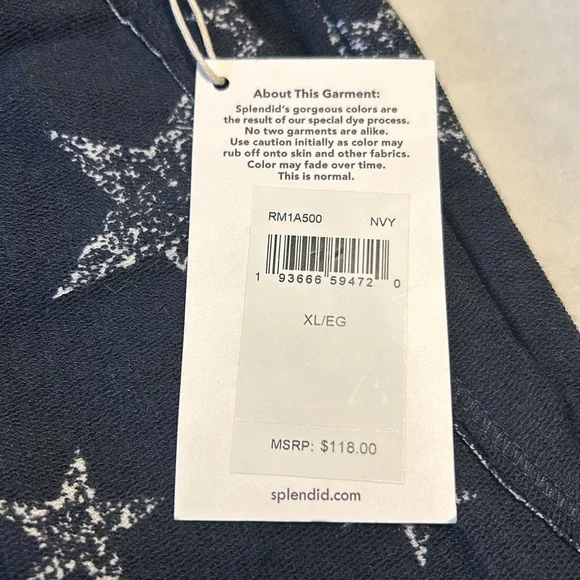 About This Garment:
Splendid's gorgeous colors are
the result of our special dye process.
No two garments are alike.
Use caution initially as color may
rub off onto skin and other fabrics.
Color may fade over time.
This is normal.
RM1A500 NVY
1 93666 59472 0
XL/EG
MSRP: $118.00
splendid.com